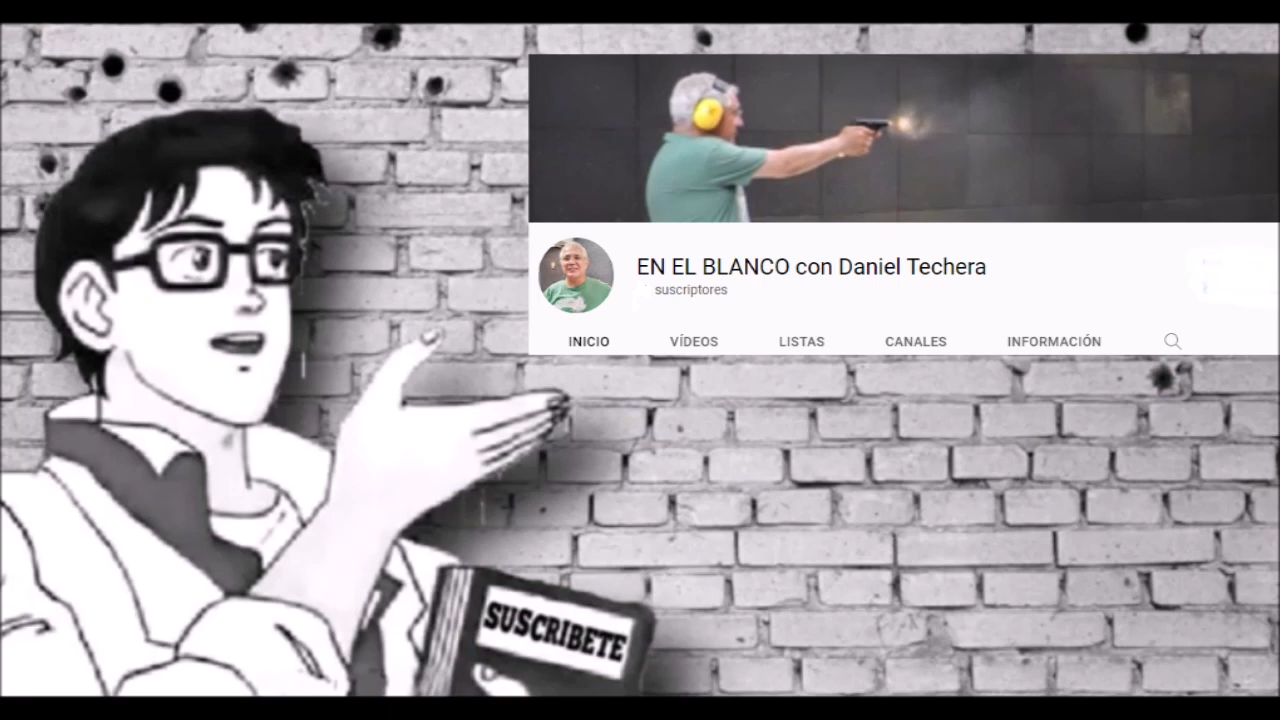 EN EL BLANCO con Daniel Techera
suscriptores
INICIO VÍDEOS LISTAS CANALES INFORMACIÓN
SUSCRIBETE